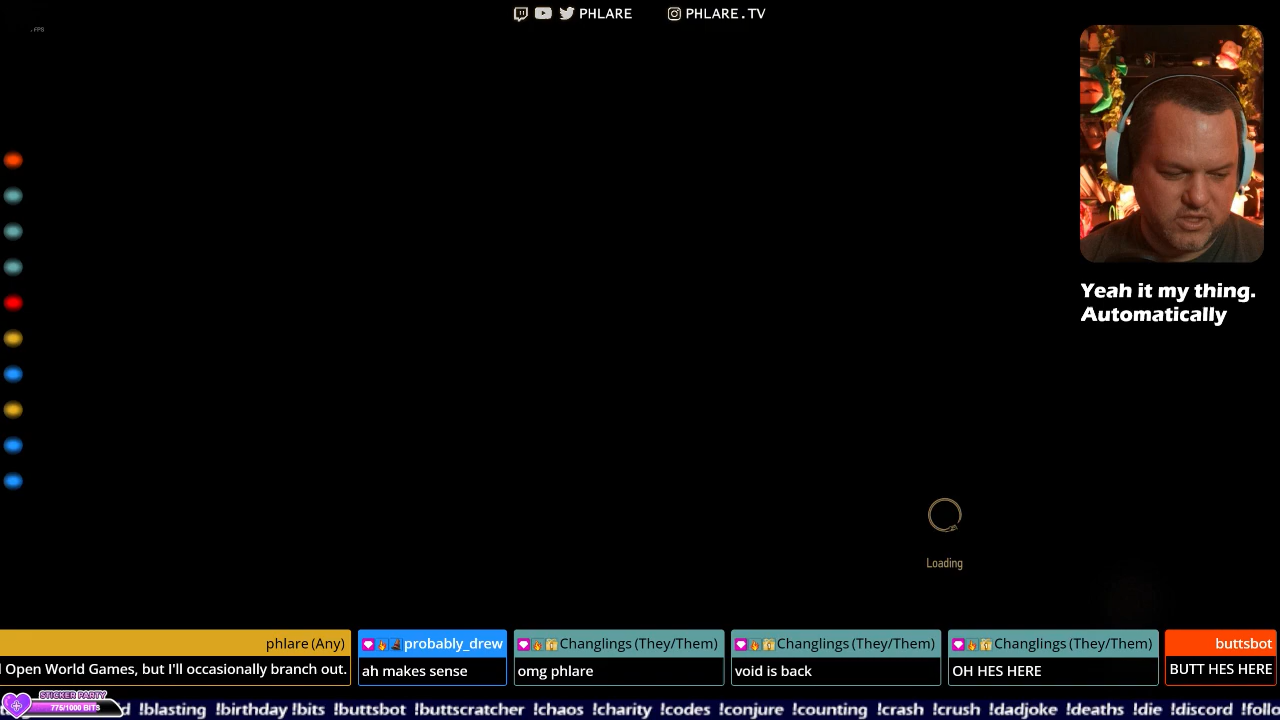 PHLARE
PHLARE.TV
FPS
Yeah it my thing.
Automatically
Loading
phlare (Any)
Open World Games, but I'll occasionally branch out.
probably_drew
ah makes sense
Changlings (They/Them)
omg phlare
Changlings (They/Them)
void is back
Changlings (They/Them)
OH HES HERE
buttsbot
BUTT HES HERE
STICKER PARTY
775/1000 BITS
!blasting !birthday !bits !buttsbot !buttscratcher !chaos !charity !codes !conjure !counting !crash !crush !dadjoke !deaths !die !discord !follo